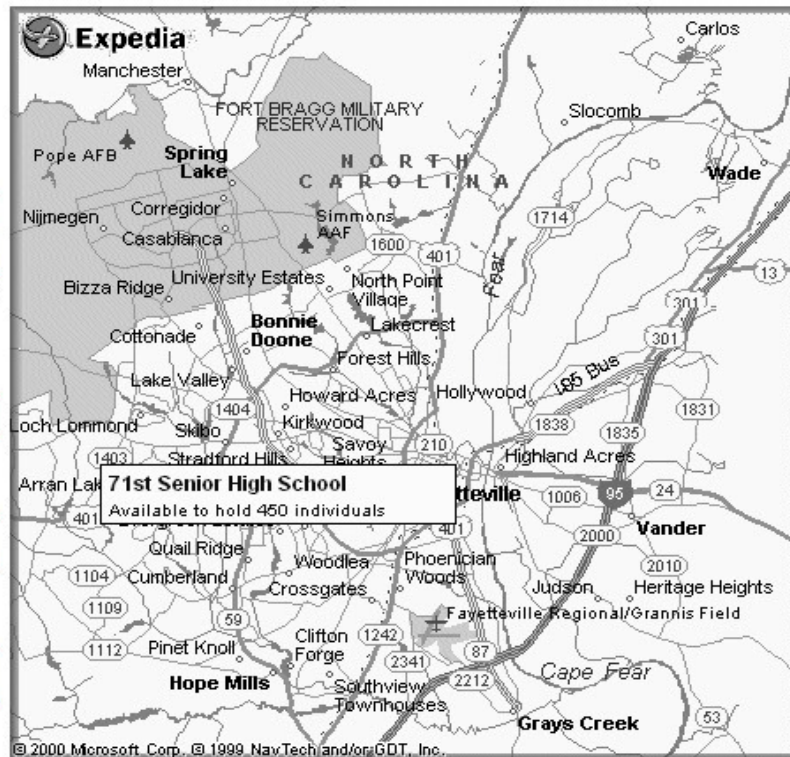 Expedia
Carlos
Manchester
FORT BRAGG MILITARY
RESERVATION
Slocomb
Pope AFB
Spring
Lake
NORTH
CAROLINA
Wade
Corregidor
Nijmegen
Simmons
AAF
1714
Casablanca
1600
401
Fear
13
University Estates
North Point
Village
Bizza Ridge
301
Bonnie
Doone
Lakecrest
Cottonade
301
Forest Hills
I95 Bus
Lake Valley
Howard Acres
Hollywood
1404
1831
Loch Lommond
Kirkwood
1838
1835
Skibo
Savoy
Heights
210
Stradford Hills
Highland Acres
1403
Arran Lak
71st Senior High School
Available to hold 450 individuals
tteville
1006
95
24
401
401
Vander
2000
Quail Ridge
Woodlea
Phoenician
Woods
2010
1104
Cumberland
Crossgates
Judson
Heritage Heights
1109
Fayetteville Regional/Grannis Field
59
1242
Clifton
Forge
1112
Pinet Knoll
2341
87
Cape Fear
Hope Mills
2212
Southview
Townhouses
Grays Creek
53
© 2000 Microsoft Corp. © 1999 NavTech and/or GDT, Inc.